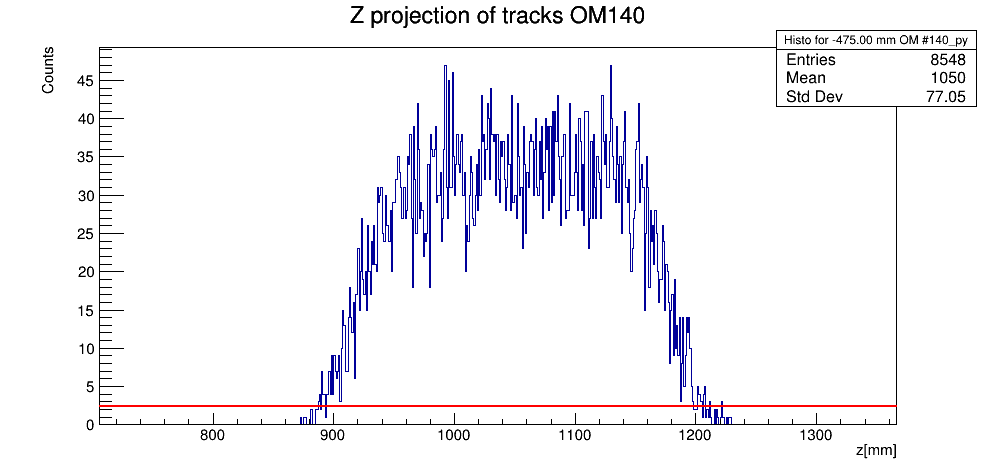 Z projection of tracks OM140
Histo for -475.00 mm OM #140_py
Entries 8548
Mean 1050
Std Dev 77.05
Counts
45
40
35
30
25
20
15
10
5
0
800 900 1000 1100 1200 1300
z[mm]